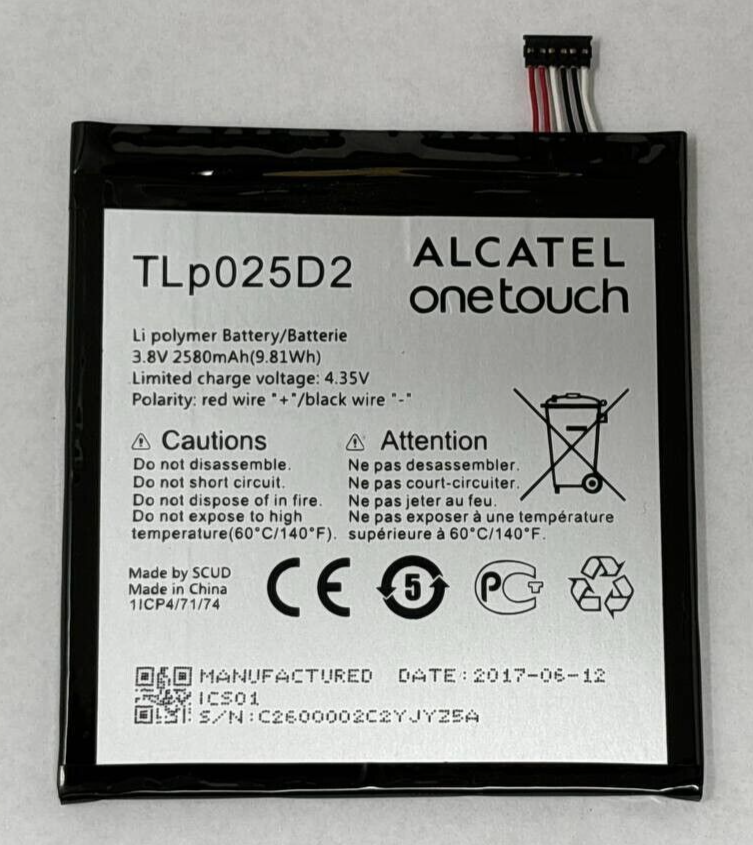 TLp025D2
ALCATEL
onetouch
Li polymer Battery/Batterie
3.8V 2580mAh(9.81Wh)
Limited charge voltage: 4.35V
Polarity: red wire "+"/black wire "-"
⚠ Cautions
Do not disassemble.
Do not short circuit.
Do not dispose of in fire.
Do not expose to high
temperature(60°C/140°F).
⚠ Attention
Ne pas desassembler.
Ne pas court-circuiter.
Ne pas jeter au feu.
Ne pas exposer à une température
supérieure à 60°C/140°F.
Made by SCUD
Made in China
1ICP4/71/74
CE
5
PCT
MANUFACTURED DATE:2017-06-12
ICS01
S/N:C2600002C2YJYZ5A